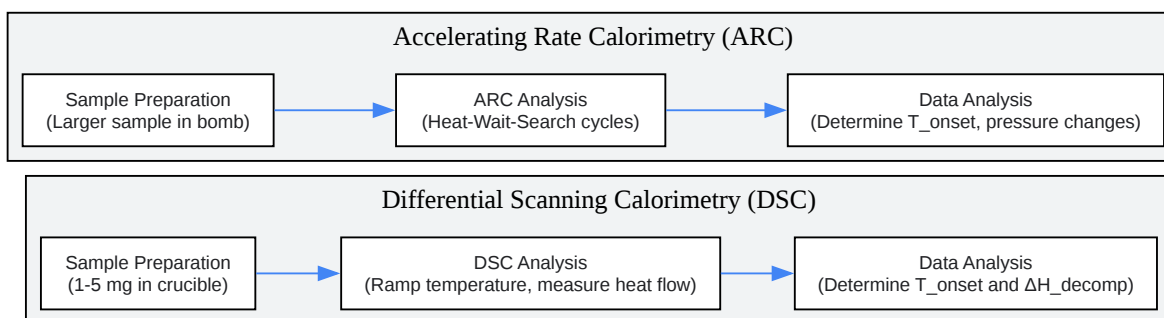 Accelerating Rate Calorimetry (ARC)
Sample Preparation
(Larger sample in bomb)
ARC Analysis
(Heat-Wait-Search cycles)
Data Analysis
(Determine T_onset, pressure changes)
Differential Scanning Calorimetry (DSC)
Sample Preparation
(1-5 mg in crucible)
DSC Analysis
(Ramp temperature, measure heat flow)
Data Analysis
(Determine T_onset and ΔH_decomp)